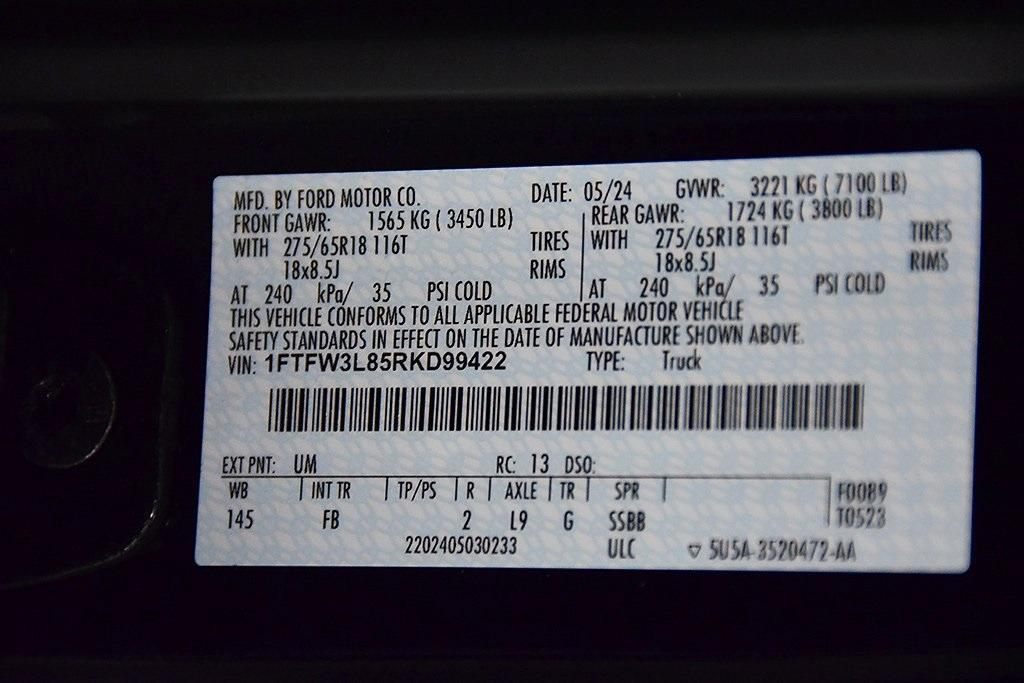 MFD. BY FORD MOTOR CO. DATE: 05/24 GVWR: 3221 KG ( 7100 LB)
FRONT GAWR: 1565 KG ( 3450 LB) REAR GAWR: 1724 KG ( 3800 LB)
WITH 275/65R18 116T TIRES WITH 275/65R18 116T TIRES
18x8.5J RIMS 18x8.5J RIMS
AT 240 kPa/ 35 PSI COLD AT 240 kPa/ 35 PSI COLD
THIS VEHICLE CONFORMS TO ALL APPLICABLE FEDERAL MOTOR VEHICLE
SAFETY STANDARDS IN EFFECT ON THE DATE OF MANUFACTURE SHOWN ABOVE.
VIN: 1FTFW3L85RKD99422 TYPE: Truck
EXT PNT: UM RC: 13 DSO:
WB INT TR TP/PS R AXLE TR SPR F0089
145 FB 2 L9 G SSBB T0523
2202405030233 ULC ▽ 5U5A-3520472-AA